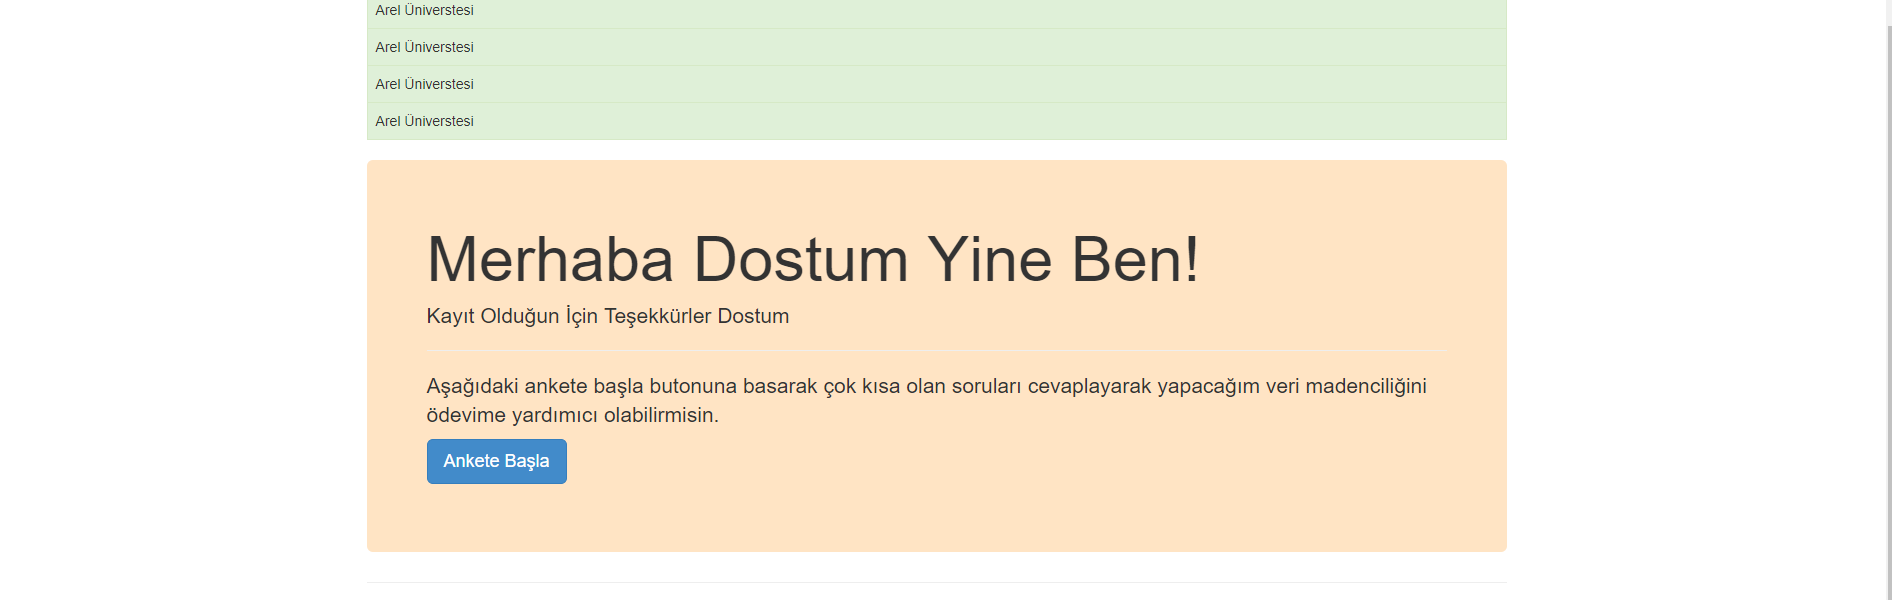 Arel Üniverstesi
Arel Üniverstesi
Arel Üniverstesi
Arel Üniverstesi
Merhaba Dostum Yine Ben!
Kayıt Olduğun İçin Teşekkürler Dostum
Aşağıdaki ankete başla butonuna basarak çok kısa olan soruları cevaplayarak yapacağım veri madenciliğini
ödevime yardımıcı olabilirmisin.
Ankete Başla